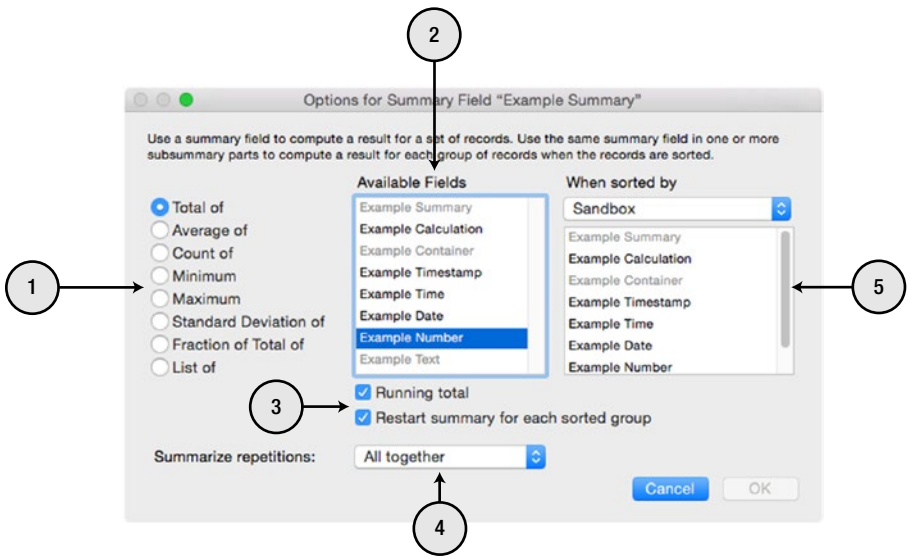 2
Options for Summary Field “Example Summary”
Use a summary field to compute a result for a set of records. Use the same summary field in one or more
subsummary parts to compute a result for each group of records when the records are sorted.
Available Fields
When sorted by
Total of
Average of
Count of
Minimum
Maximum
Standard Deviation of
Fraction of Total of
List of
1
Example Summary
Example Calculation
Example Container
Example Timestamp
Example Time
Example Date
Example Number
Example Text
Sandbox
Example Summary
Example Calculation
Example Container
Example Timestamp
Example Time
Example Date
Example Number
5
3
Running total
Restart summary for each sorted group
Summarize repetitions:
All together
Cancel
OK
4